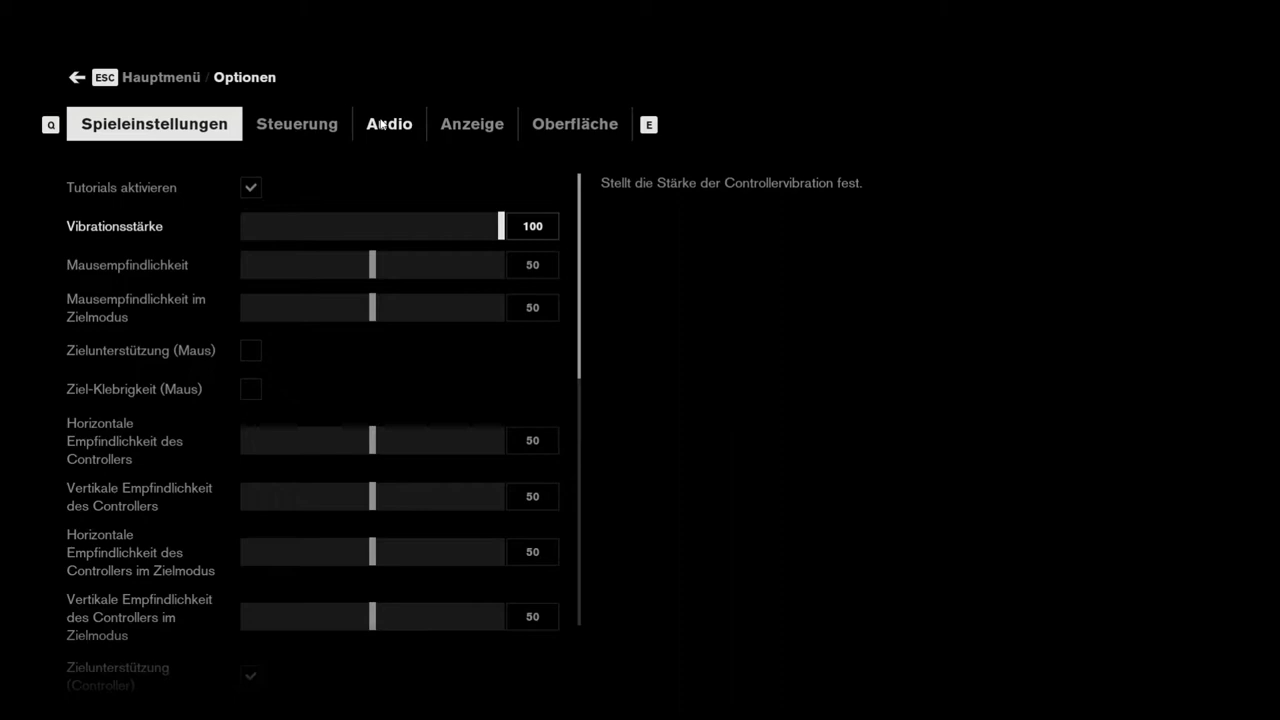 ESC Hauptmenü / Optionen
Q Spieleinstellungen Steuerung Audio Anzeige Oberfläche E
Tutorials aktivieren
Stellt die Stärke der Controllervibration fest.
Vibrationsstärke 100
Mausempfindlichkeit 50
Mausempfindlichkeit im
Zielmodus 50
Zielunterstützung (Maus)
Ziel-Klebrigkeit (Maus)
Horizontale
Empfindlichkeit des
Controllers 50
Vertikale Empfindlichkeit
des Controllers 50
Horizontale
Empfindlichkeit des
Controllers im Zielmodus 50
Vertikale Empfindlichkeit
des Controllers im
Zielmodus 50
Zielunterstützung
(Controller)